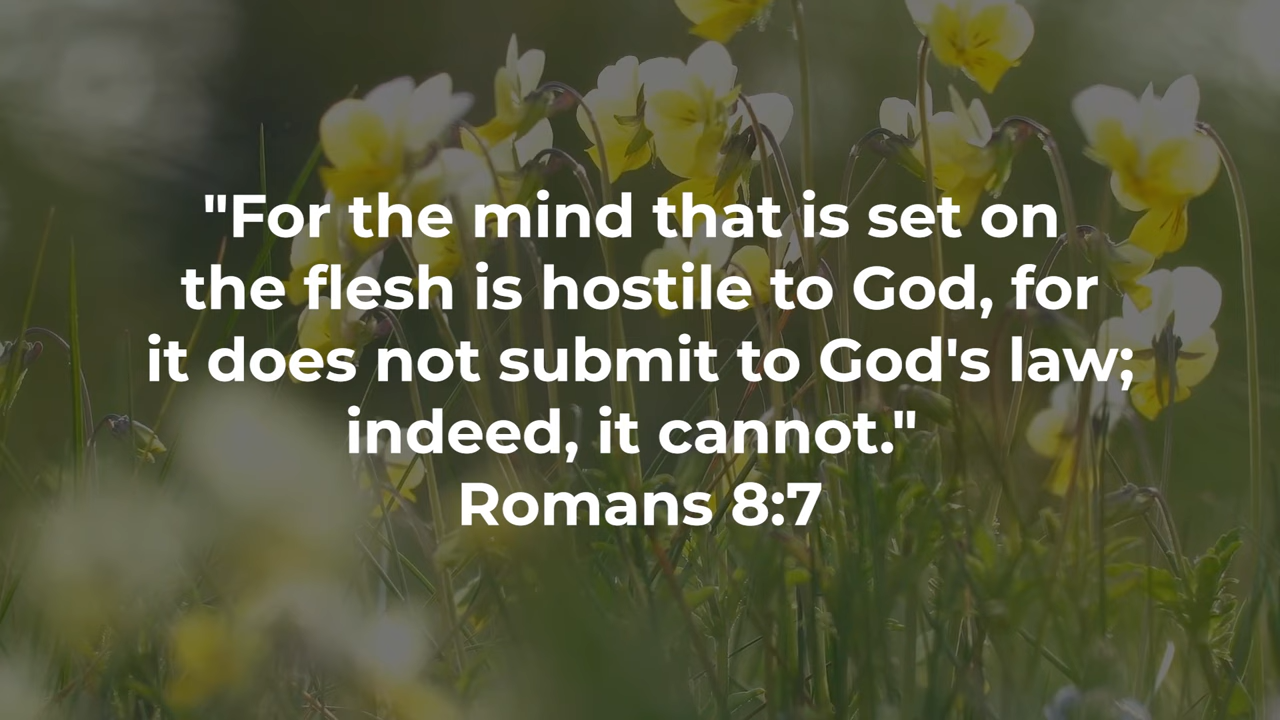 "For the mind that is set on
the flesh is hostile to God, for
it does not submit to God's law;
indeed, it cannot."
Romans 8:7